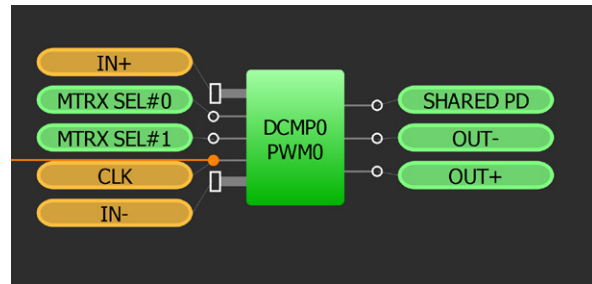 IN+
MTRX SEL#0
MTRX SEL#1
CLK
IN-
DCMP0
PWM0
SHARED PD
OUT-
OUT+